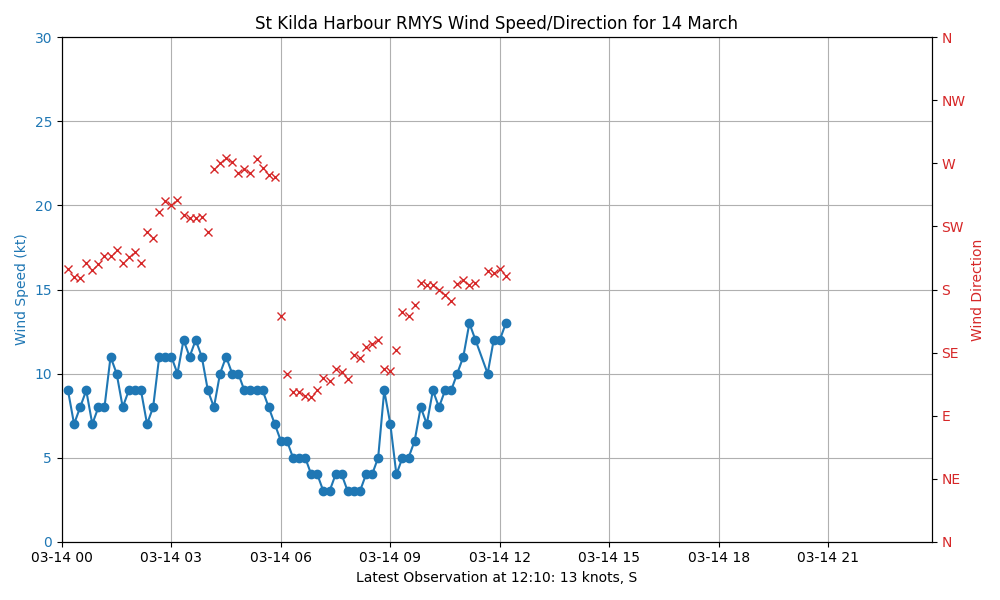 St Kilda Harbour RMYS Wind Speed/Direction for 14 March
30
25
20
15
10
5
0
Wind Speed (kt)
N
NW
W
SW
S
SE
E
NE
N
Wind Direction
03-14 00 03-14 03 03-14 06 03-14 09 03-14 12 03-14 15 03-14 18 03-14 21
Latest Observation at 12:10: 13 knots, S